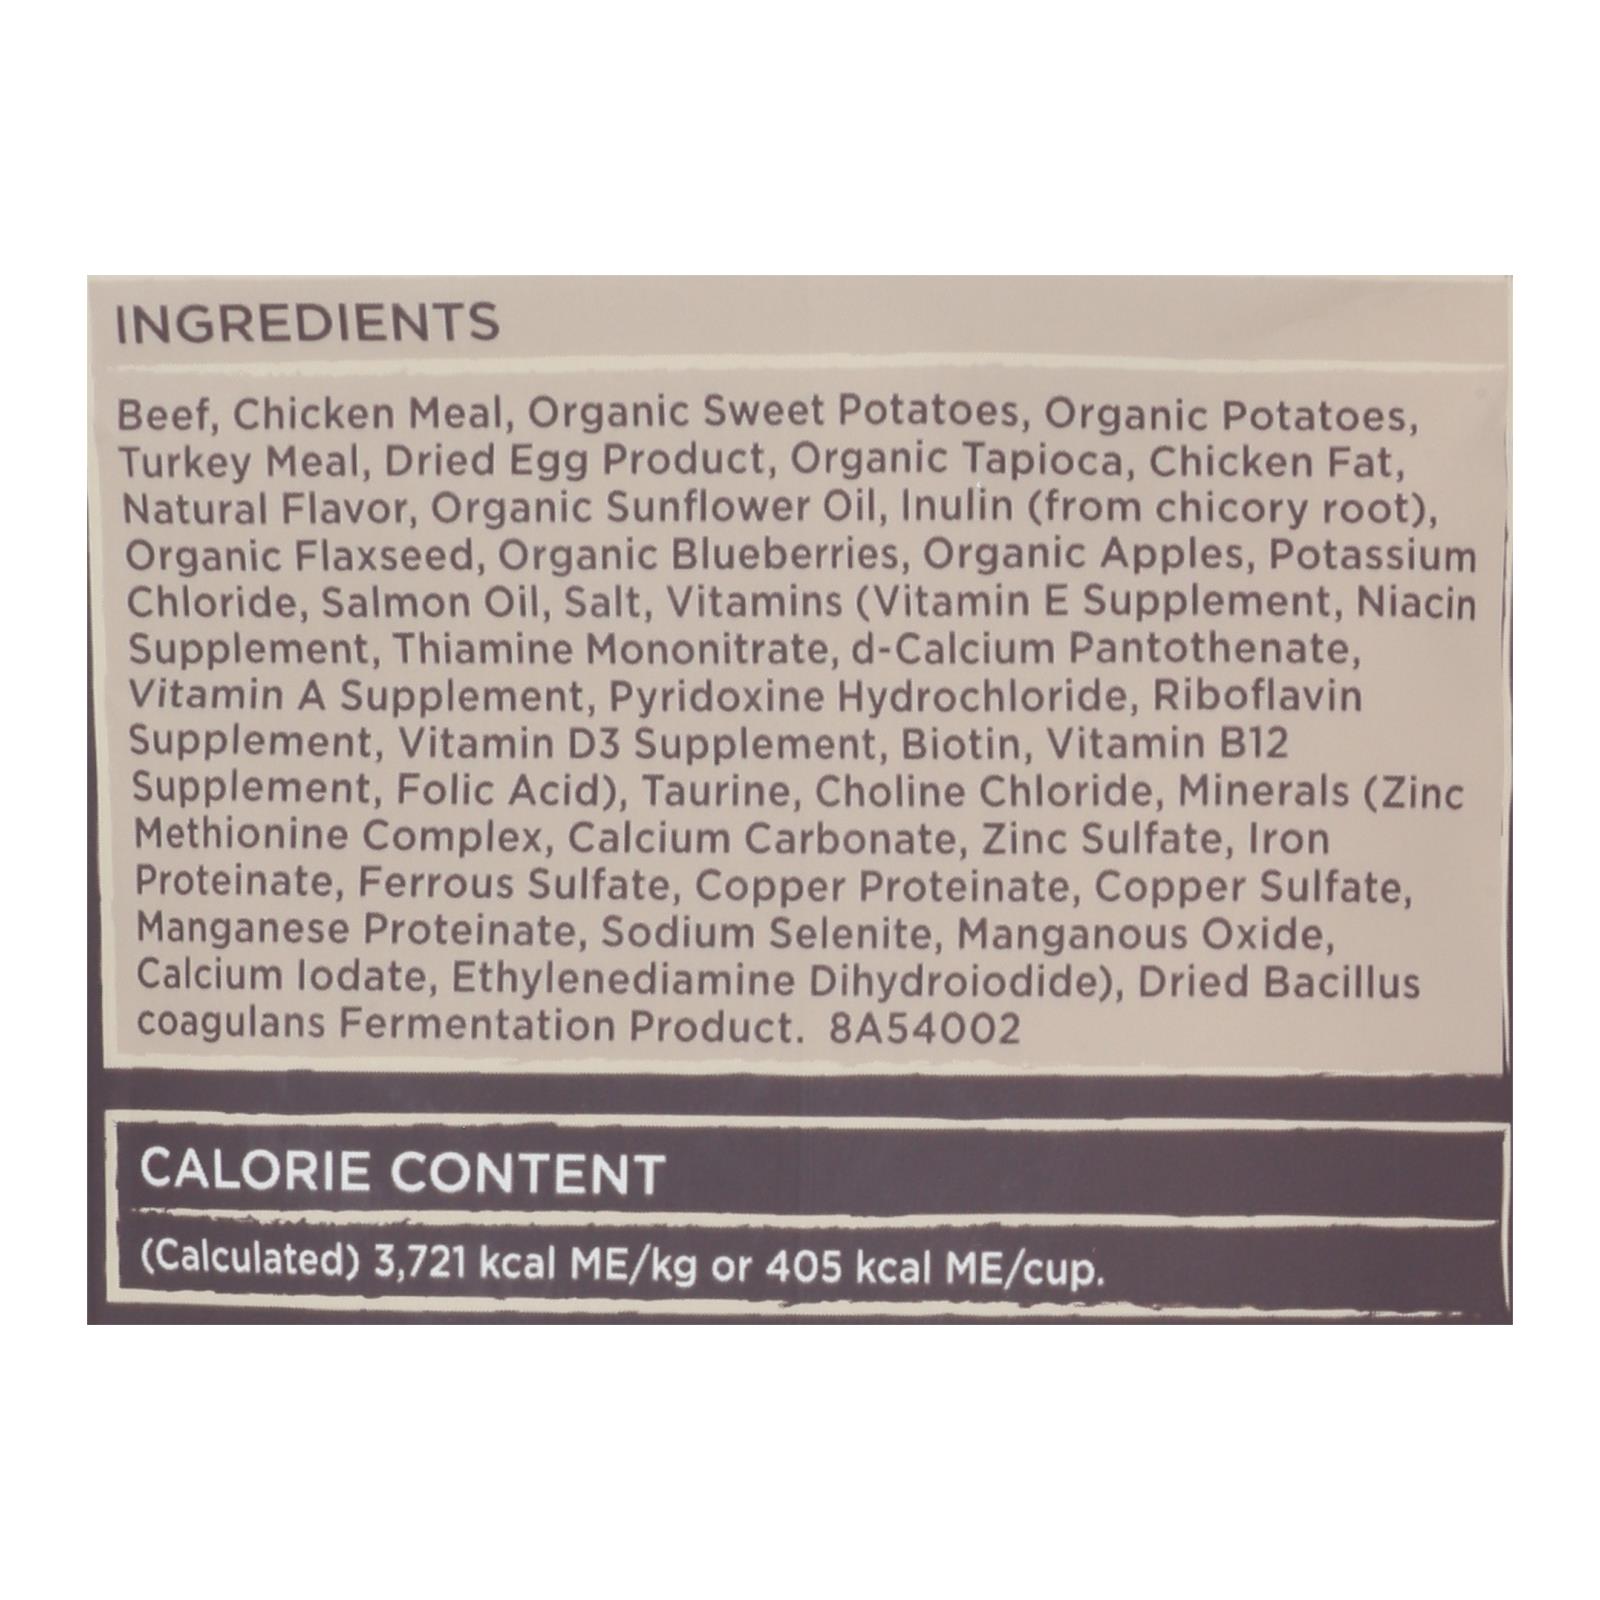 INGREDIENTS
Beef, Chicken Meal, Organic Sweet Potatoes, Organic Potatoes,
Turkey Meal, Dried Egg Product, Organic Tapioca, Chicken Fat,
Natural Flavor, Organic Sunflower Oil, Inulin (from chicory root),
Organic Flaxseed, Organic Blueberries, Organic Apples, Potassium
Chloride, Salmon Oil, Salt, Vitamins (Vitamin E Supplement, Niacin
Supplement, Thiamine Mononitrate, d-Calcium Pantothenate,
Vitamin A Supplement, Pyridoxine Hydrochloride, Riboflavin
Supplement, Vitamin D3 Supplement, Biotin, Vitamin B12
Supplement, Folic Acid), Taurine, Choline Chloride, Minerals (Zinc
Methionine Complex, Calcium Carbonate, Zinc Sulfate, Iron
Proteinate, Ferrous Sulfate, Copper Proteinate, Copper Sulfate,
Manganese Proteinate, Sodium Selenite, Manganous Oxide,
Calcium Iodate, Ethylenediamine Dihydroiodide), Dried Bacillus
coagulans Fermentation Product. 8A54002
CALORIE CONTENT
(Calculated) 3,721 kcal ME/kg or 405 kcal ME/cup.